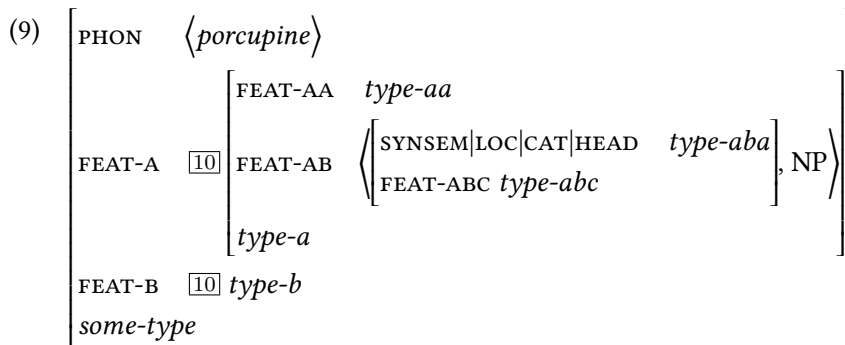 (9) PHON ⟨porcupine⟩
FEAT-AA type-aa
FEAT-A 10 FEAT-AB ⟨[SYNSEM|LOC|CAT|HEAD type-aba
FEAT-ABC type-abc], NP⟩
type-a
FEAT-B 10 type-b
some-type